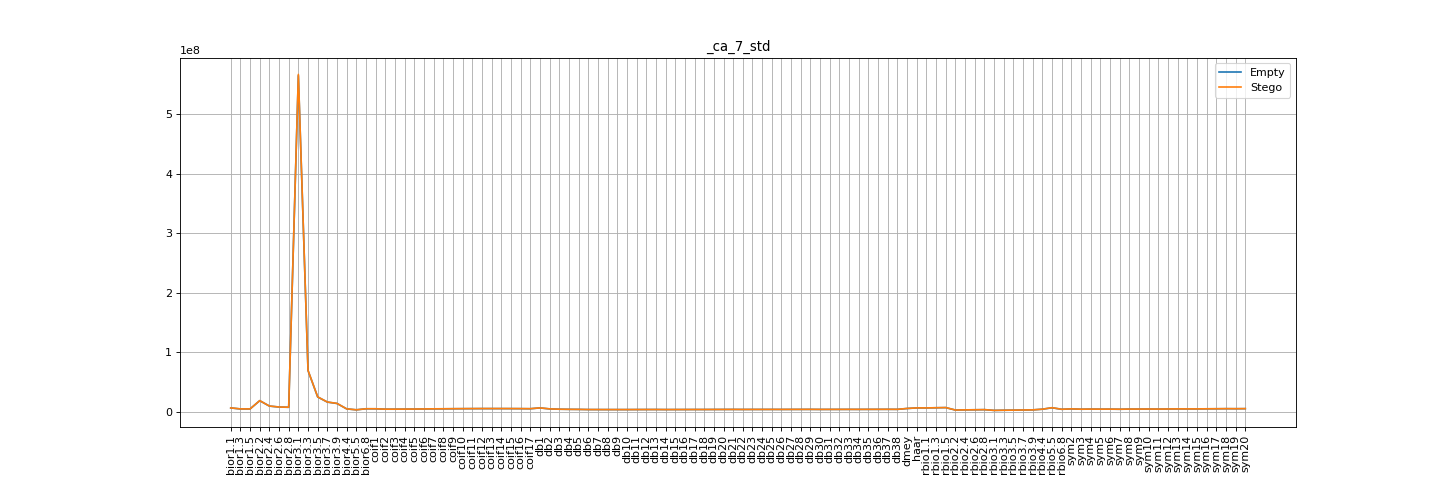 _ca_7_std
1e8
Empty
Stego
5
4
3
2
1
0
bior1.1
bior1.3
bior1.5
bior2.2
bior2.4
bior2.6
bior2.8
bior3.1
bior3.3
bior3.5
bior3.7
bior3.9
bior4.4
bior5.5
bior6.8
coif1
coif2
coif3
coif4
coif5
coif6
coif7
coif8
coif9
coif10
coif11
coif12
coif13
coif14
coif15
coif16
coif17
db1
db2
db3
db4
db5
db6
db7
db8
db9
db10
db11
db12
db13
db14
db15
db16
db17
db18
db19
db20
db21
db22
db23
db24
db25
db26
db27
db28
db29
db30
db31
db32
db33
db34
db35
db36
db37
db38
dmey
haar
rbio1.1
rbio1.3
rbio1.5
rbio2.2
rbio2.4
rbio2.6
rbio2.8
rbio3.1
rbio3.3
rbio3.5
rbio3.7
rbio3.9
rbio4.4
rbio5.5
rbio6.8
sym2
sym3
sym4
sym5
sym6
sym7
sym8
sym9
sym10
sym11
sym12
sym13
sym14
sym15
sym16
sym17
sym18
sym19
sym20